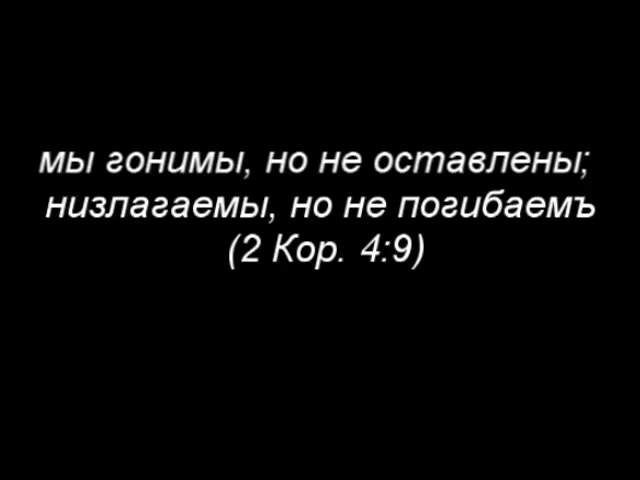 мы гонимы, но не оставлены;
низлагаемы, но не погибаемъ
(2 Кор. 4:9)